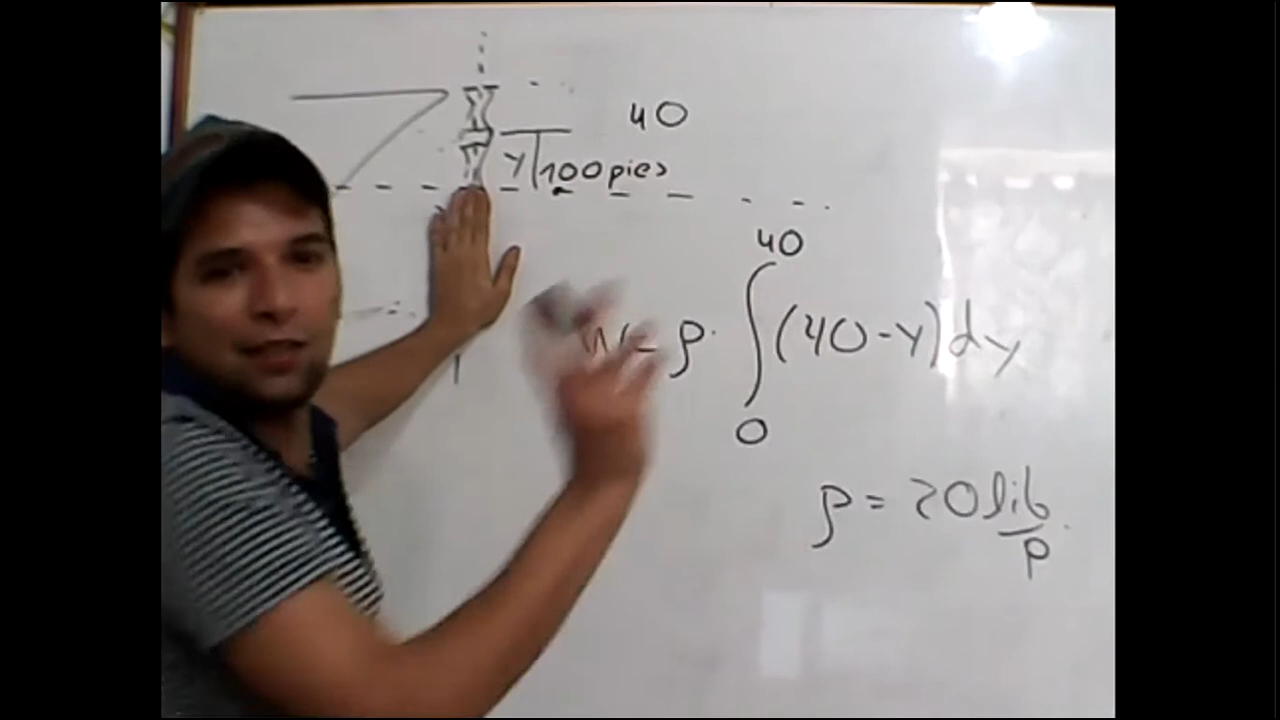 40
y 100 pies
40
ρ · ∫ (40 - y) dy
0
ρ = 20 lib
p